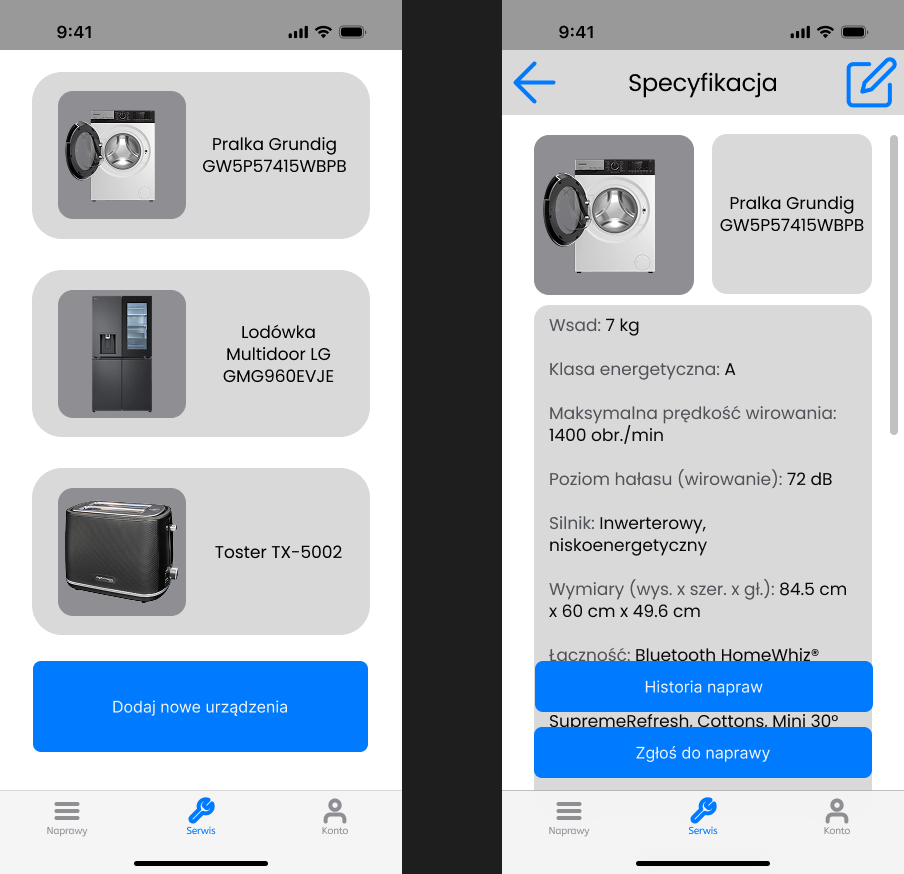 9:41
Pralka Grundig
GW5P57415WBPB
Lodówka
Multidoor LG
GMG960EVJE
Toster TX-5002
Dodaj nowe urządzenia
Naprawy
Serwis
Konto
9:41
Specyfikacja
Pralka Grundig
GW5P57415WBPB
Wsad: 7 kg
Klasa energetyczna: A
Maksymalna prędkość wirowania:
1400 obr./min
Poziom hałasu (wirowanie): 72 dB
Silnik: Inwerterowy,
niskoenergetyczny
Wymiary (wys. x szer. x gł.): 84.5 cm
x 60 cm x 49.6 cm
Łączność: Bluetooth HomeWhiz®
Historia napraw
SupremeRefresh, Cottons, Mini 30°
Zgłoś do naprawy
Naprawy
Serwis
Konto